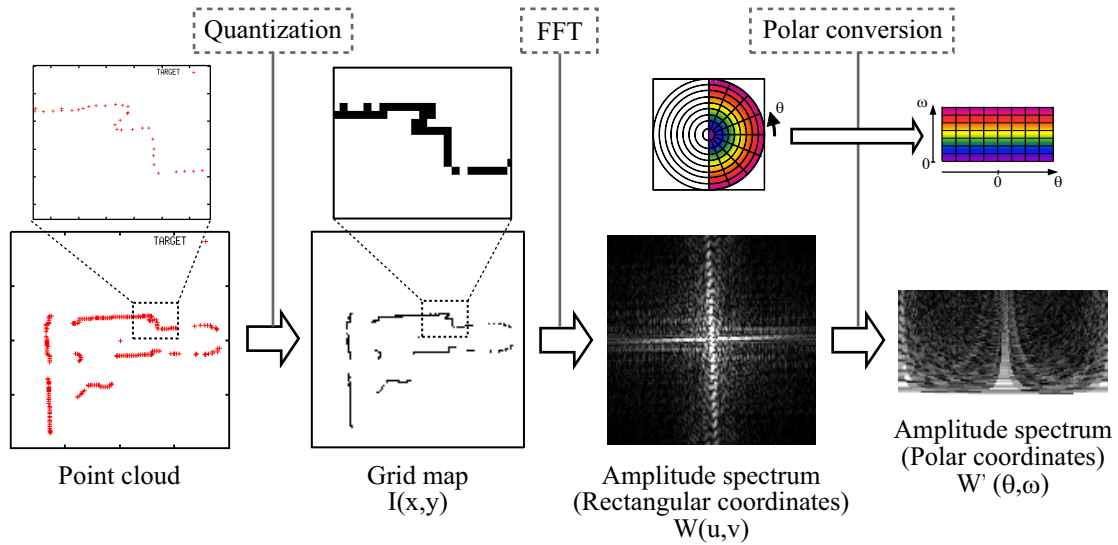 Quantization
FFT
Polar conversion
TARGET
θ
ω
0
0
θ
TARGET
Point cloud
Grid map
I(x,y)
Amplitude spectrum
(Rectangular coordinates)
W(u,v)
Amplitude spectrum
(Polar coordinates)
W' (θ,ω)